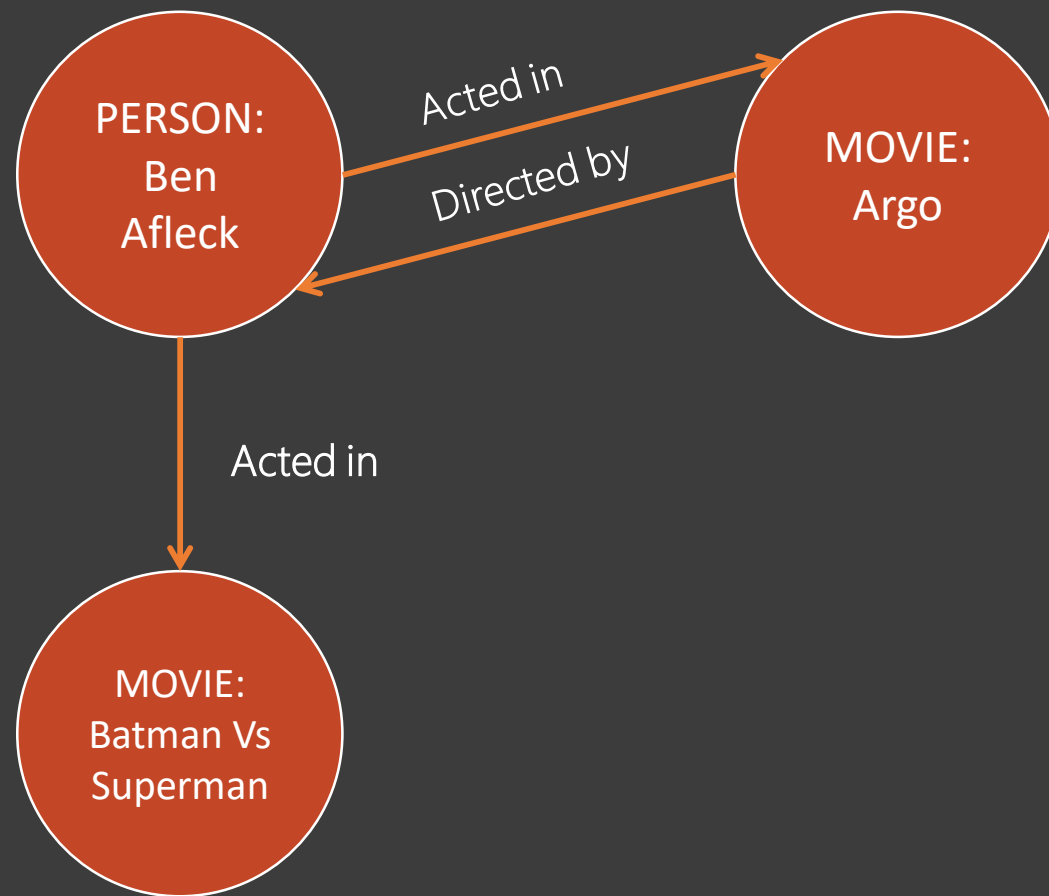 PERSON:
Ben
Afleck
Acted in
Directed by
MOVIE:
Argo
Acted in
MOVIE:
Batman Vs
Superman